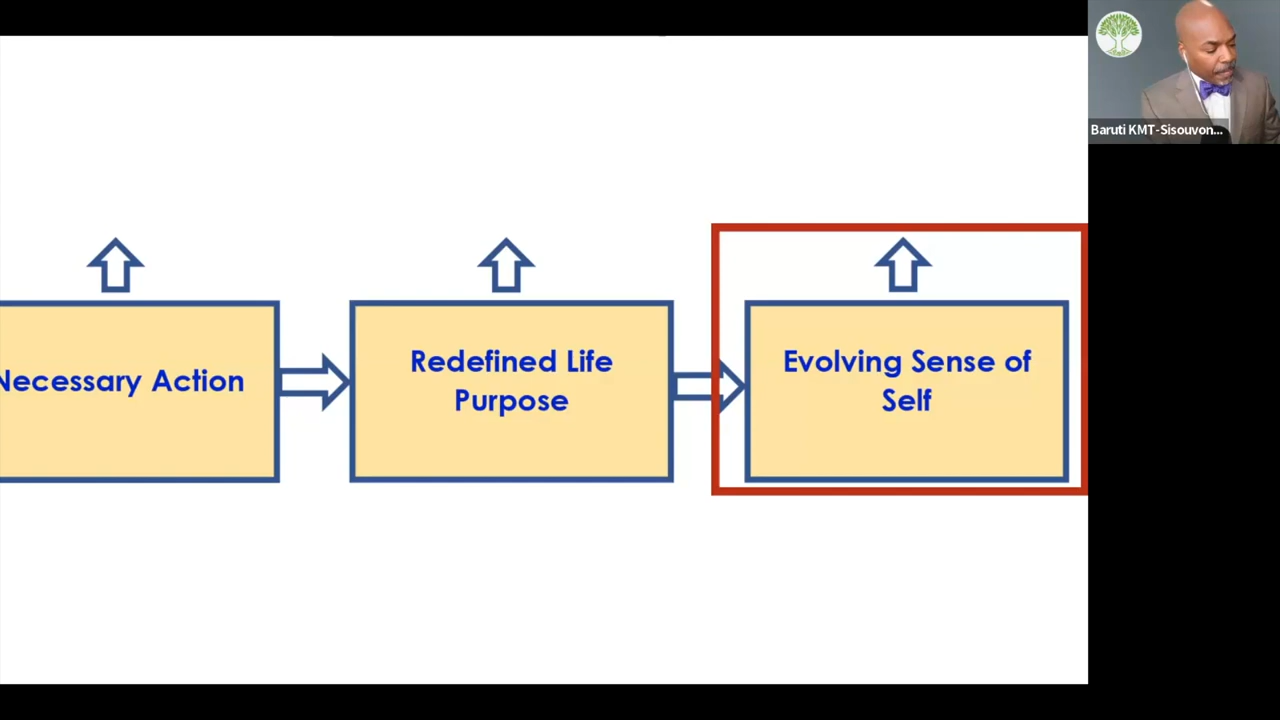 Baruti KMT-Sisouvon...
Necessary Action
Redefined Life
Purpose
Evolving Sense of
Self